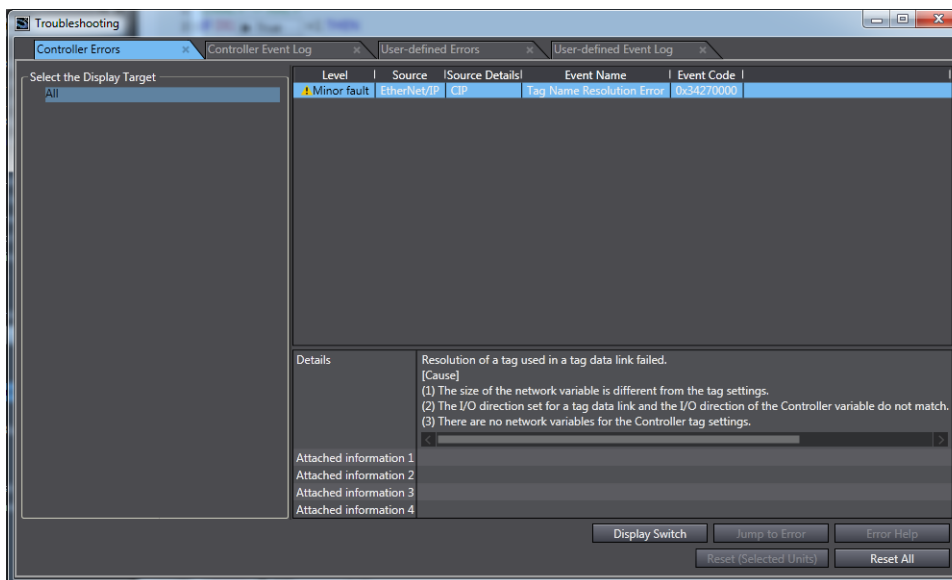 Troubleshooting
Controller Errors
Controller Event Log
User-defined Errors
User-defined Event Log
Select the Display Target
All
Level Source Source Details Event Name Event Code
Minor fault EtherNet/IP CIP Tag Name Resolution Error 0x34270000
Details
Resolution of a tag used in a tag data link failed.
[Cause]
(1) The size of the network variable is different from the tag settings.
(2) The I/O direction set for a tag data link and the I/O direction of the Controller variable do not match.
(3) There are no network variables for the Controller tag settings.
Attached information 1
Attached information 2
Attached information 3
Attached information 4
Display Switch Jump to Error Error Help
Reset (Selected Units) Reset All